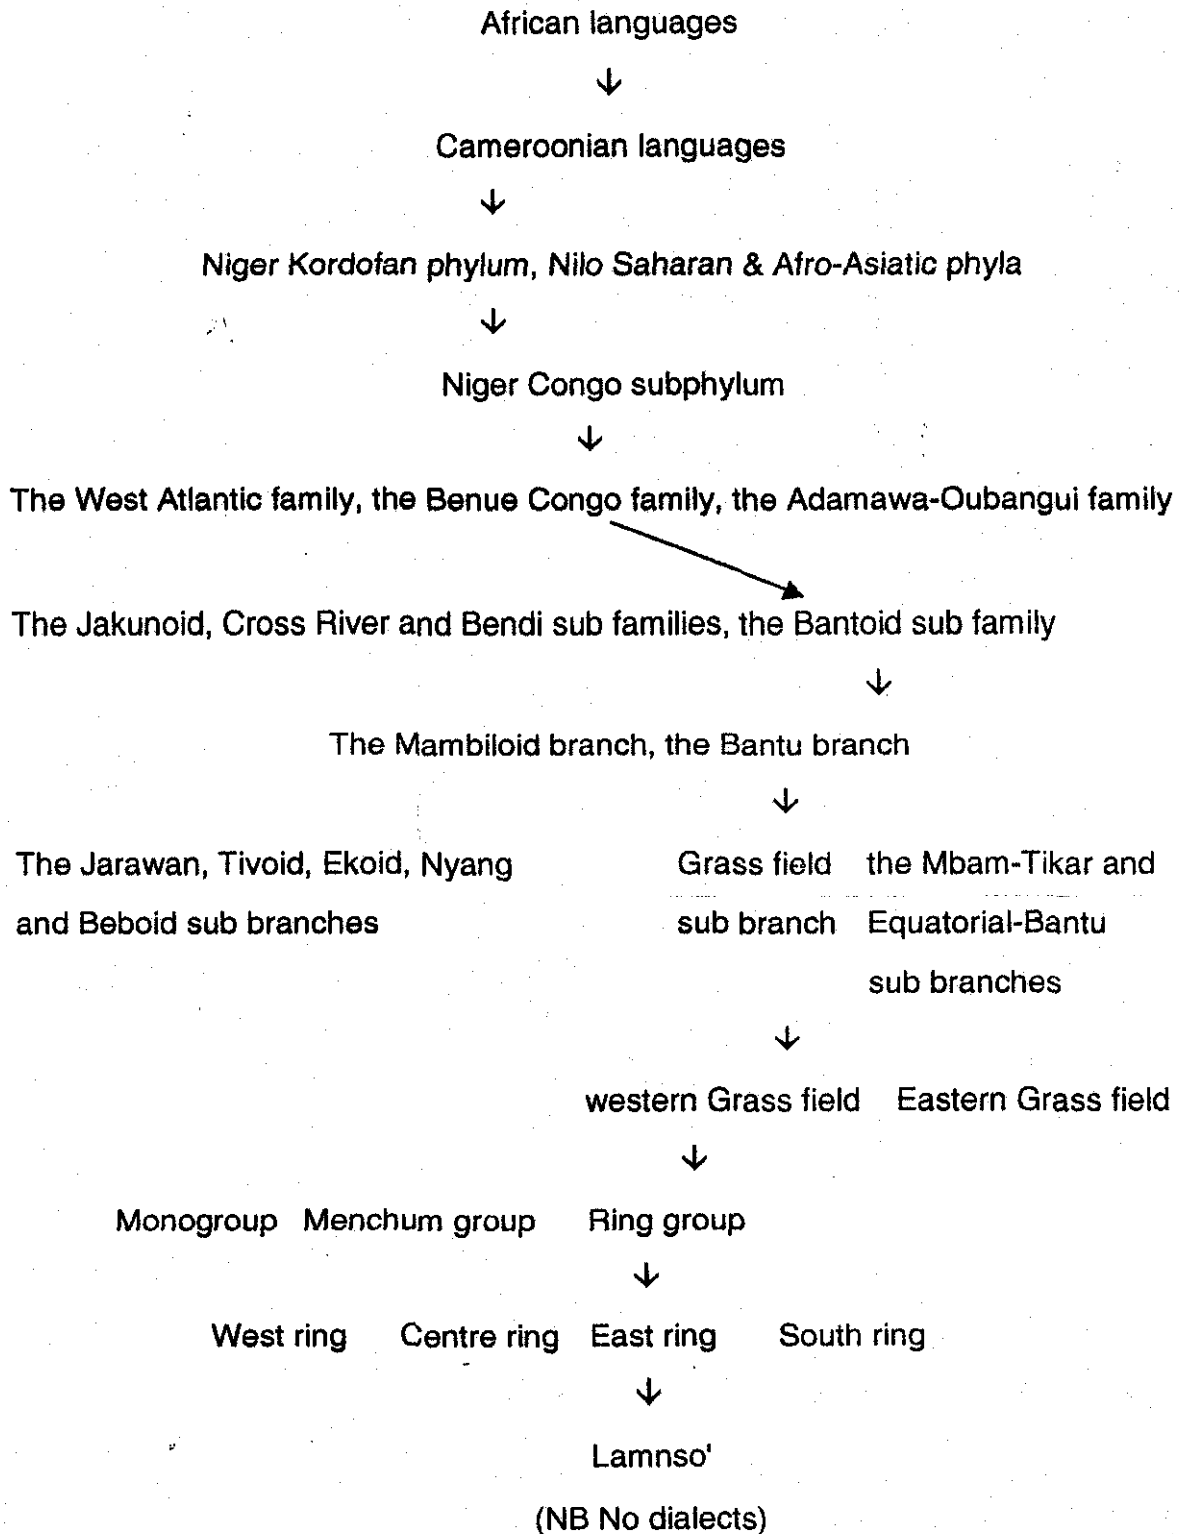 African languages
↓
Cameroonian languages
↓
Niger Kordofan phylum, Nilo Saharan & Afro-Asiatic phyla
↓
Niger Congo subphylum
↓
The West Atlantic family, the Benue Congo family, the Adamawa-Oubangui family
The Jakunoid, Cross River and Bendi sub families, the Bantoid sub family
↓
The Mambiloid branch, the Bantu branch
↓
The Jarawan, Tivoid, Ekoid, Nyang
and Beboid sub branches
Grass field
sub branch
the Mbam-Tikar and
Equatorial-Bantu
sub branches
↓
western Grass field Eastern Grass field
↓
Monogroup Menchum group Ring group
↓
West ring Centre ring East ring South ring
↓
Lamnso'
(NB No dialects)